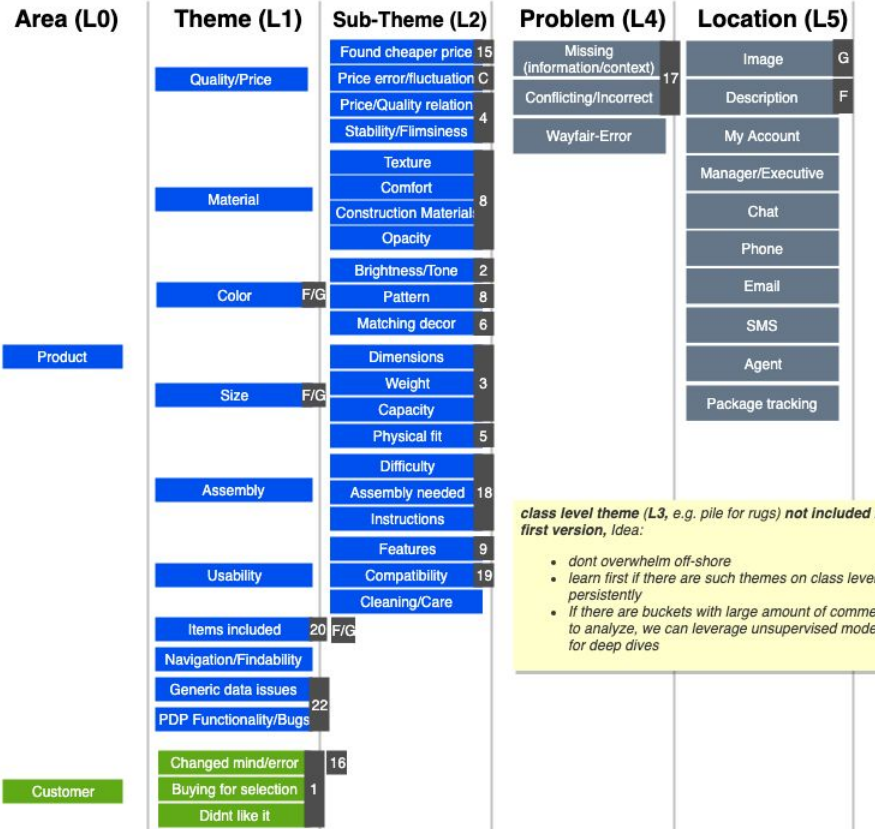 Area (L0)
Theme (L1)
Sub-Theme (L2)
Problem (L4)
Location (L5)
Product
Quality/Price
Found cheaper price 15
Price error/fluctuation C
Price/Quality relation
Stability/Flimsiness
4
Material
Texture
Comfort
Construction Materials
Opacity
8
Color F/G
Brightness/Tone 2
Pattern 8
Matching decor 6
Size F/G
Dimensions
Weight
Capacity
3
Physical fit 5
Assembly
Difficulty
Assembly needed
Instructions
18
Usability
Features 9
Compatibility 19
Cleaning/Care
Items included 20 F/G
Navigation/Findability
Generic data issues
PDP Functionality/Bugs
22
Customer
Changed mind/error
Buying for selection
Didnt like it
1
16
Missing
(information/context)
Conflicting/Incorrect
17
Wayfair-Error
Image G
Description F
My Account
Manager/Executive
Chat
Phone
Email
SMS
Agent
Package tracking
class level theme (L3, e.g. pile for rugs) not included
first version, Idea:
• dont overwhelm off-shore
• learn first if there are such themes on class level
persistently
• If there are buckets with large amount of comme
to analyze, we can leverage unsupervised mode
for deep dives